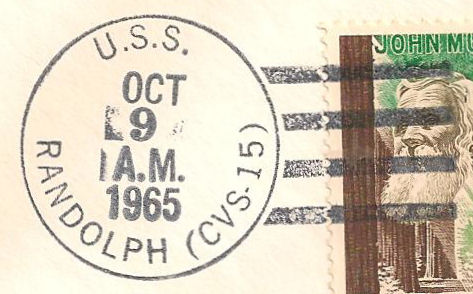 U.S.S.
OCT
9
A.M.
1965
RANDOLPH (CVS-15)
JOHN